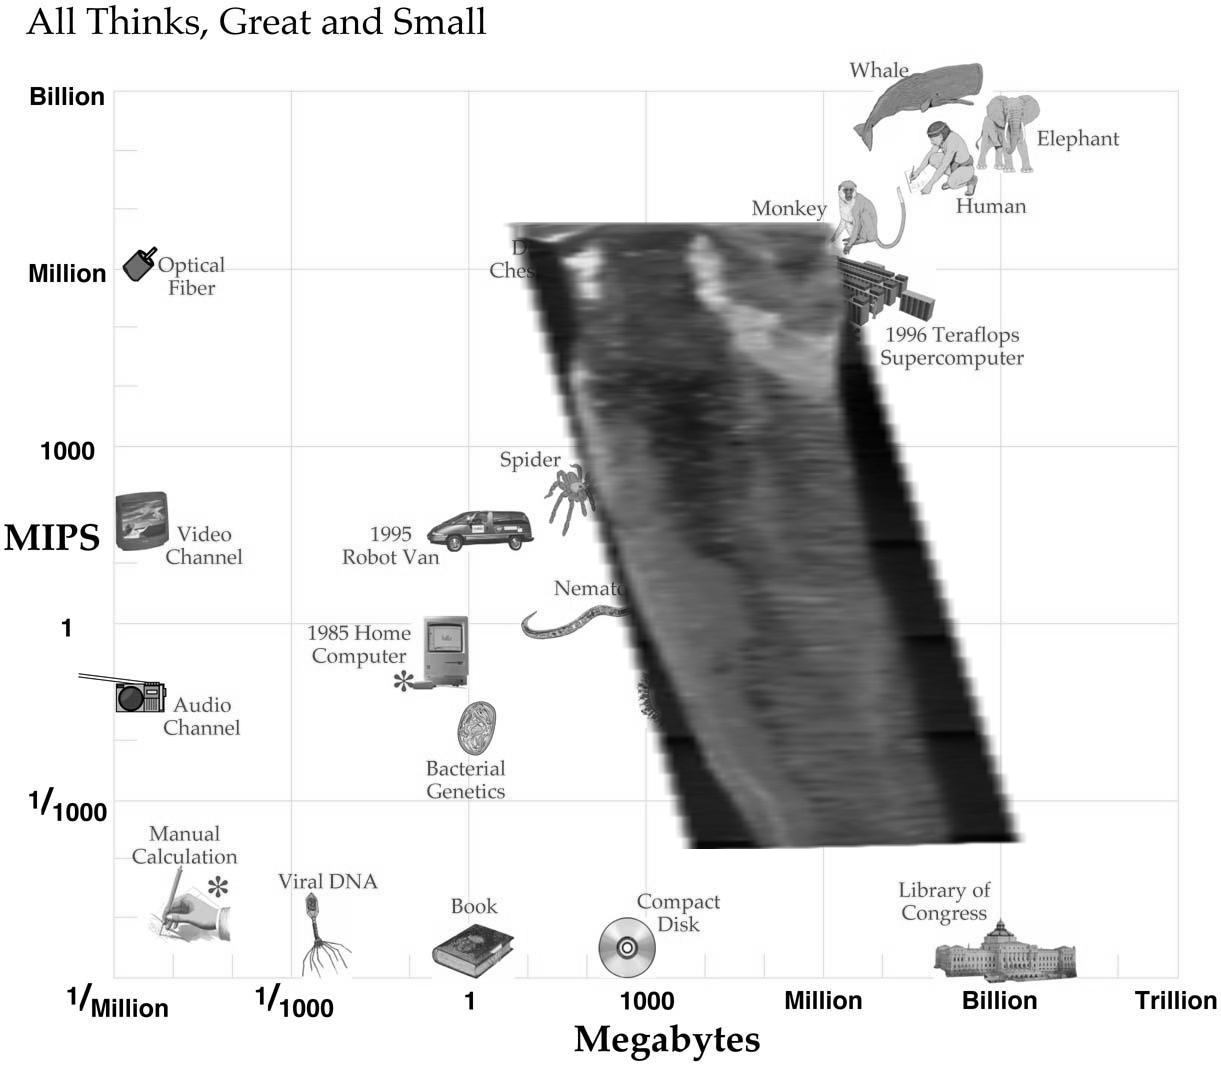 All Thinks, Great and Small
Whale
Billion
Elephant
Monkey
Human
D
Ches
Million
Optical
Fiber
1996 Teraflops
Supercomputer
1000
Spider
MIPS
Video
Channel
1995
Robot Van
Nemato
1
1985 Home
Computer
*
Audio
Channel
Bacterial
Genetics
1/1000
Manual
Calculation
*
Viral DNA
Book
Compact
Disk
Library of
Congress
1/Million
1/1000
1
1000
Million
Billion
Trillion
Megabytes